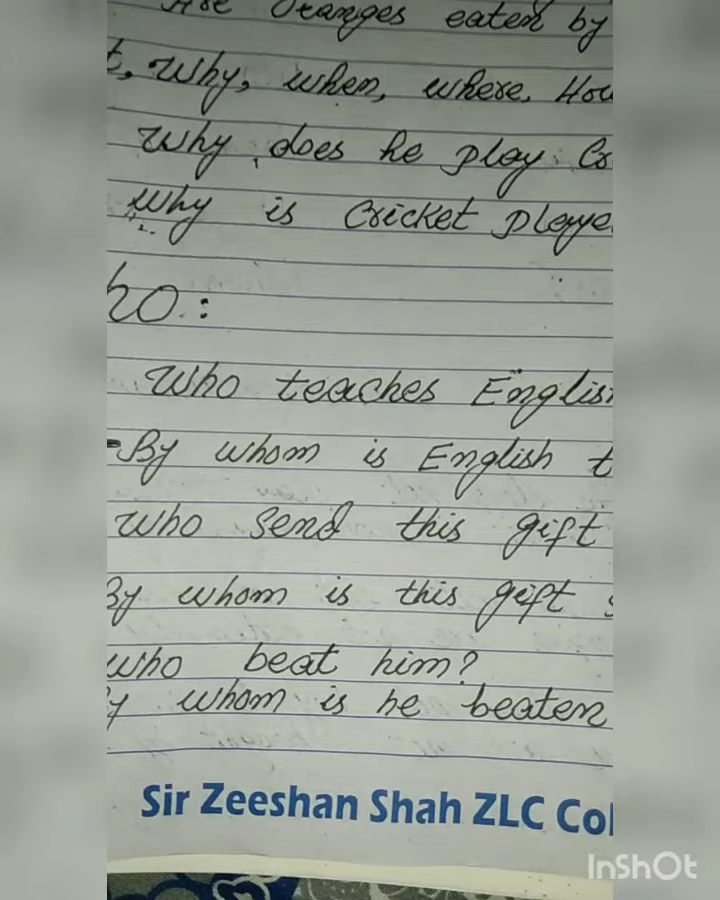 Are Oranges eaten by
t, Why, when, where, How
Why does he play Cr
Why is Cricket playe
ho :
Who teaches English
By whom is English t
Who send this gift
By whom is this gift s
who beat him?
By whom is he beaten
Sir Zeeshan Shah ZLC Col
InShOt